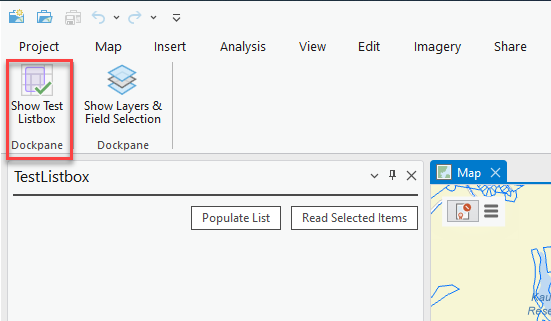 Project Map Insert Analysis View Edit Imagery Share
Show Test Show Layers &
Listbox Field Selection
Dockpane Dockpane
TestListbox
Map
Populate List Read Selected Items